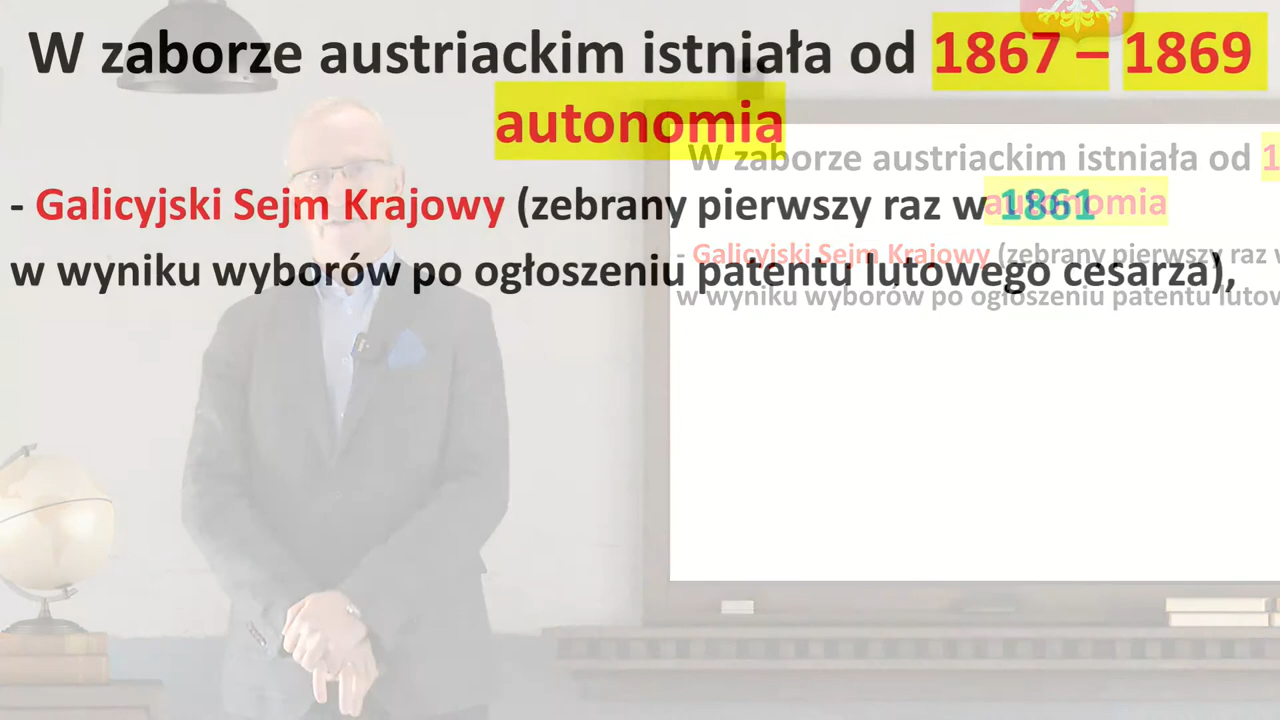 W zaborze austriackim istniała od 1867 – 1869
autonomia
- Galicyjski Sejm Krajowy (zebrany pierwszy raz w 1861
w wyniku wyborów po ogłoszeniu patentu lutowego cesarza),
W zaborze austriackim istniała od 1
autonomia
- Galicyjski Sejm Krajowy (zebrany pierwszy raz w
w wyniku wyborów po ogłoszeniu patentu lutow